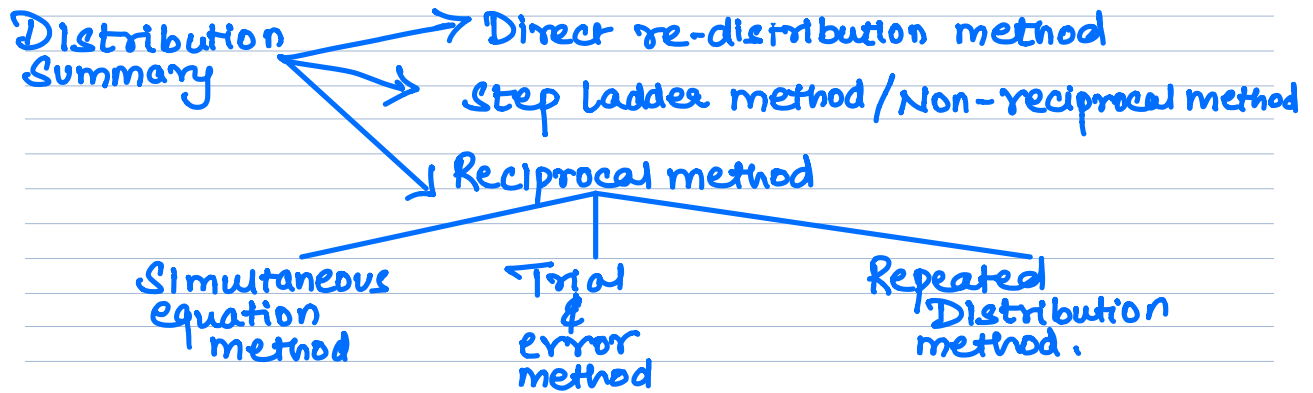 Distribution
Summary
Direct re-distribution method
Step ladder method/Non-reciprocal method
Reciprocal method
Simultaneous
equation
method
Trial
&
error
method
Repeated
Distribution
method.